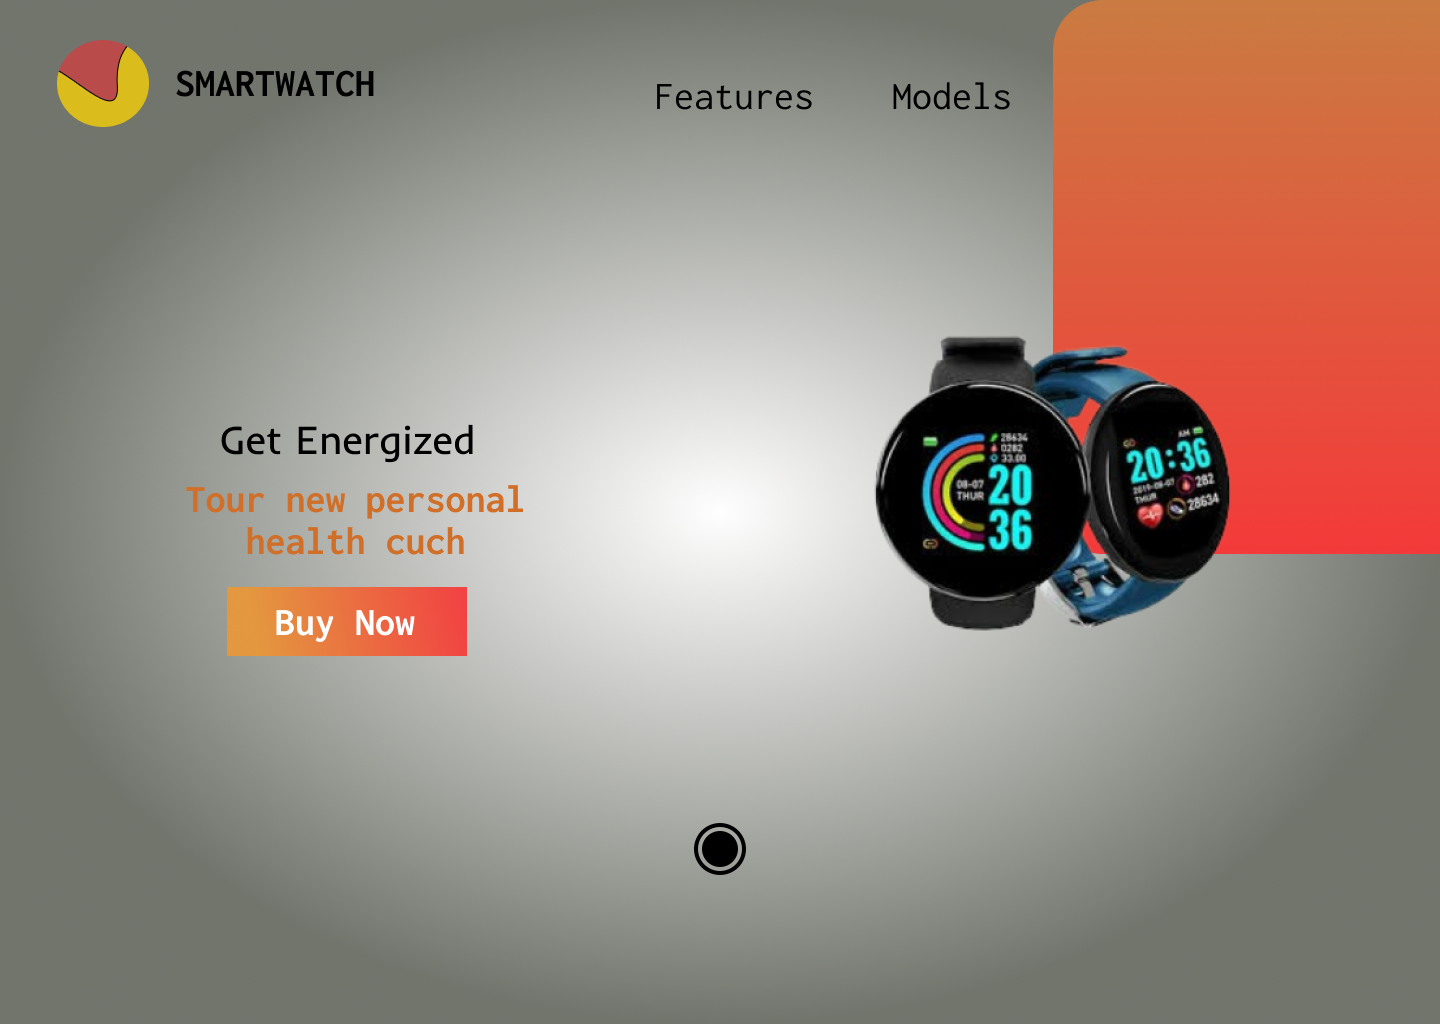 SMARTWATCH
Features Models
Get Energized
Tour new personal
health cuch
Buy Now
28634
0282
33.00
08-07
THUR
20
36
AM
20:36
2019-08-07
THUR
282
28634